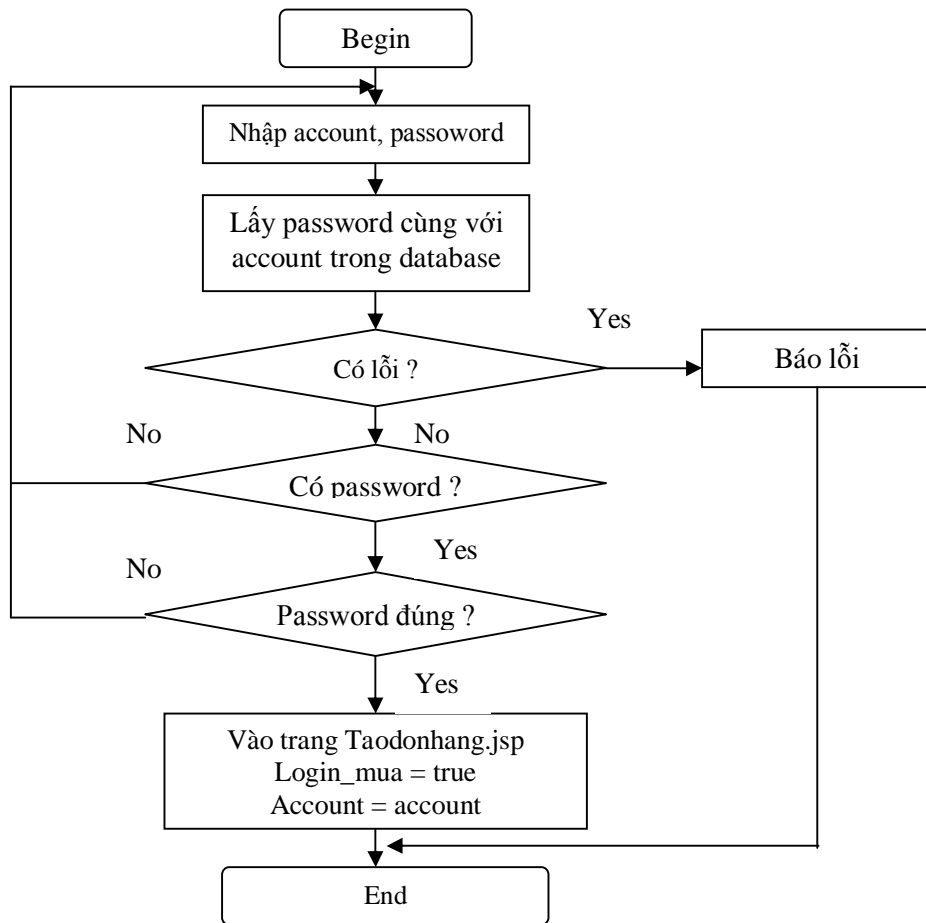 Begin
Nhập account, passoword
Lấy password cùng với
account trong database
Yes
Có lỗi ?
Báo lỗi
No
No
Có password ?
Yes
No
Password đúng ?
Yes
Vào trang Taodonhang.jsp
Login_mua = true
Account = account
End